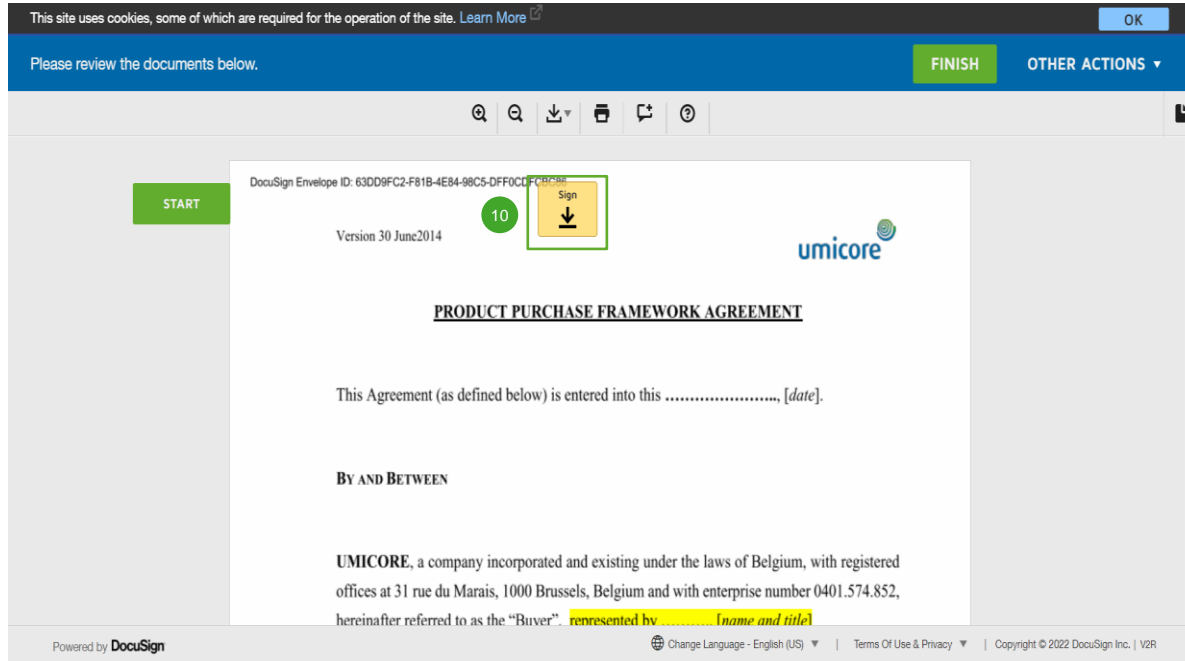 This site uses cookies, some of which are required for the operation of the site. Learn More
OK
Please review the documents below.
FINISH
OTHER ACTIONS
START
DocuSign Envelope ID: 63DD9FC2-F81B-4E84-98C5-DFF0CDFCBC86
10
Sign
Version 30 June2014
umicore
PRODUCT PURCHASE FRAMEWORK AGREEMENT
This Agreement (as defined below) is entered into this ……………………., [date].
BY AND BETWEEN
UMICORE, a company incorporated and existing under the laws of Belgium, with registered
offices at 31 rue du Marais, 1000 Brussels, Belgium and with enterprise number 0401.574.852,
hereinafter referred to as the “Buyer”, represented by ……….. [name and title]
Powered by DocuSign
Change Language - English (US) ▼ | Terms Of Use & Privacy ▼ | Copyright © 2022 DocuSign Inc. | V2R